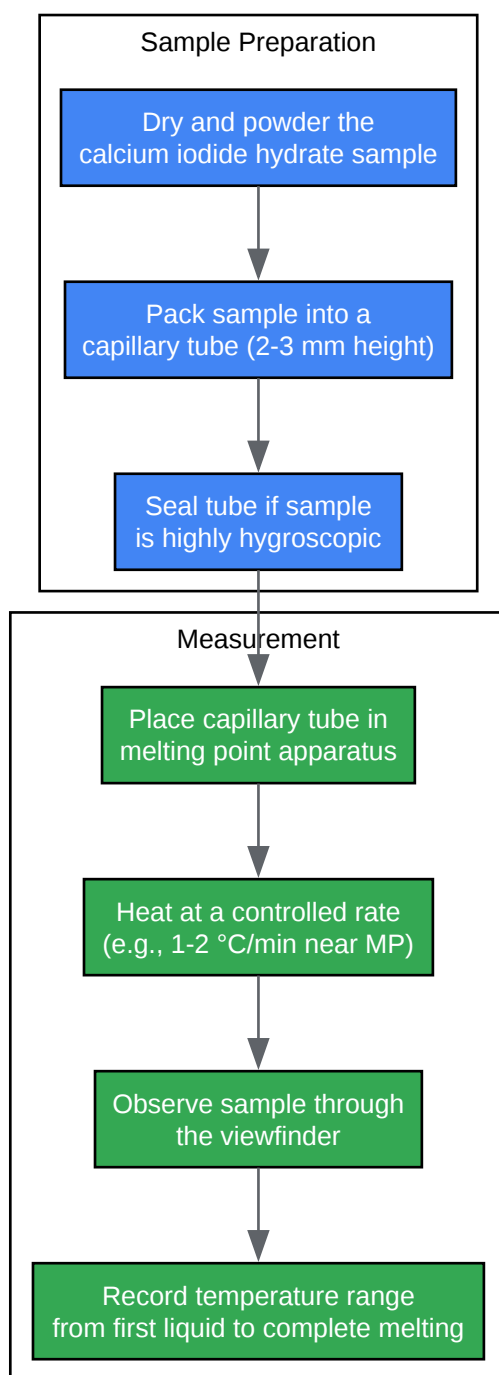 Sample Preparation
Dry and powder the
calcium iodide hydrate sample
Pack sample into a
capillary tube (2-3 mm height)
Seal tube if sample
is highly hygroscopic
Measurement
Place capillary tube in
melting point apparatus
Heat at a controlled rate
(e.g., 1-2 °C/min near MP)
Observe sample through
the viewfinder
Record temperature range
from first liquid to complete melting